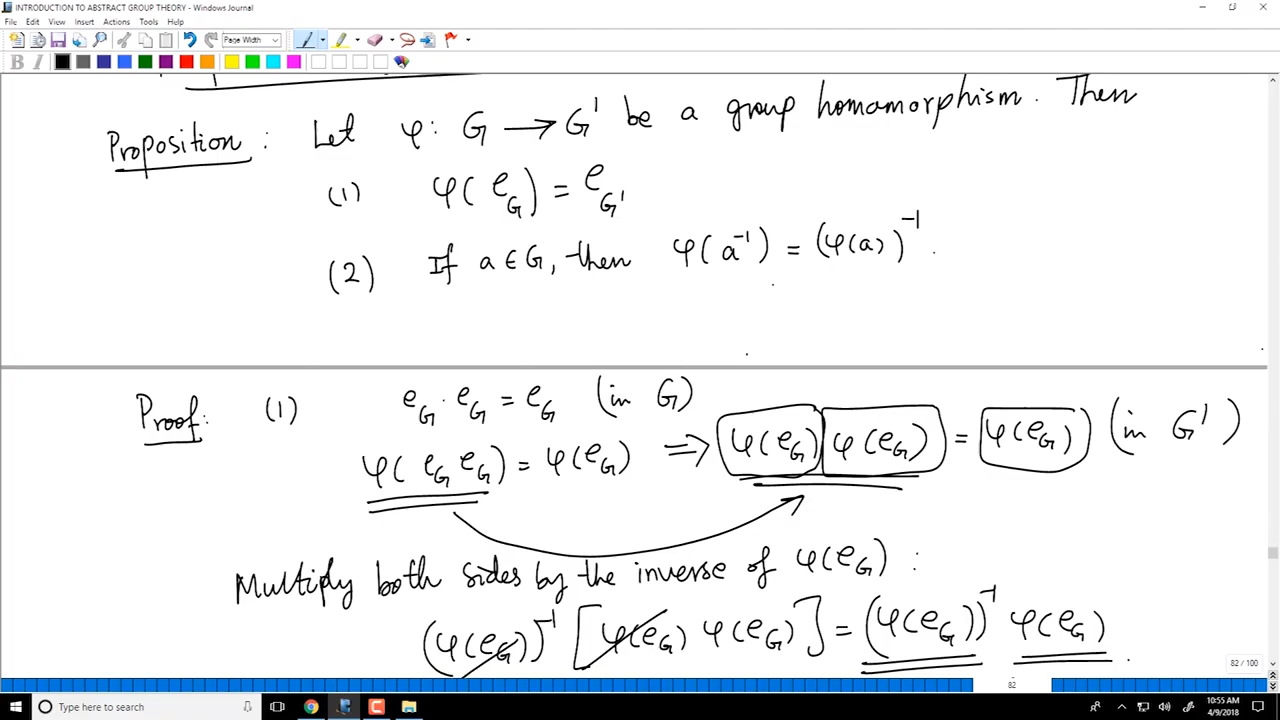 INTRODUCTION TO ABSTRACT GROUP THEORY - Windows Journal
File Edit View Insert Actions Tools Help
Page Width
B I
Proposition : Let φ: G → G' be a group homamorphism. Then
(1) φ(e_G) = e_G'
(2) If a ∈ G, then φ(a⁻¹) = (φ(a))⁻¹.
Proof: (1) e_G · e_G = e_G (in G)
φ(e_G e_G) = φ(e_G) ⇒ φ(e_G) φ(e_G) = φ(e_G) (in G')
Multiply both sides by the inverse of φ(e_G) :
(φ(e_G))⁻¹ [φ(e_G) φ(e_G)] = (φ(e_G))⁻¹ φ(e_G).
82 / 100
82
Type here to search
10:55 AM
4/9/2018